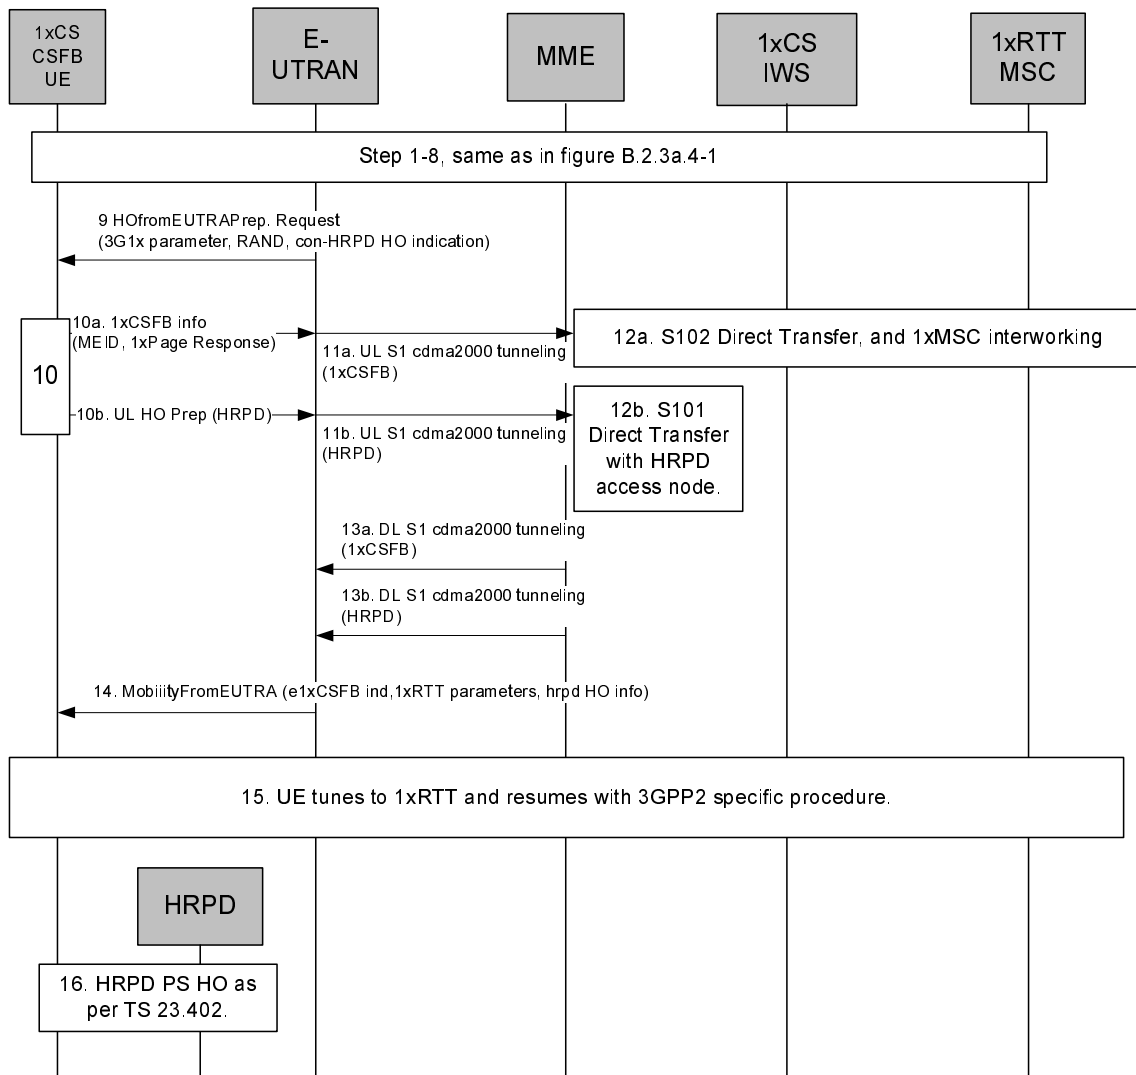 1xCS
CSFB
UE
E-
UTRAN
MME
1xCS
IWS
1xRTT
MSC
Step 1-8, same as in figure B.2.3a.4-1
9 HOfromEUTRAPrep. Request
(3G1x parameter, RAND, con-HRPD HO indication)
10
10a. 1xCSFB info
(MEID, 1xPage Response)
11a. UL S1 cdma2000 tunneling
(1xCSFB)
12a. S102 Direct Transfer, and 1xMSC interworking
10b. UL HO Prep (HRPD)
11b. UL S1 cdma2000 tunneling
(HRPD)
12b. S101
Direct Transfer
with HRPD
access node.
13a. DL S1 cdma2000 tunneling
(1xCSFB)
13b. DL S1 cdma2000 tunneling
(HRPD)
14. MobiiityFromEUTRA (e1xCSFB ind,1xRTT parameters, hrpd HO info)
15. UE tunes to 1xRTT and resumes with 3GPP2 specific procedure.
HRPD
16. HRPD PS HO as
per TS 23.402.